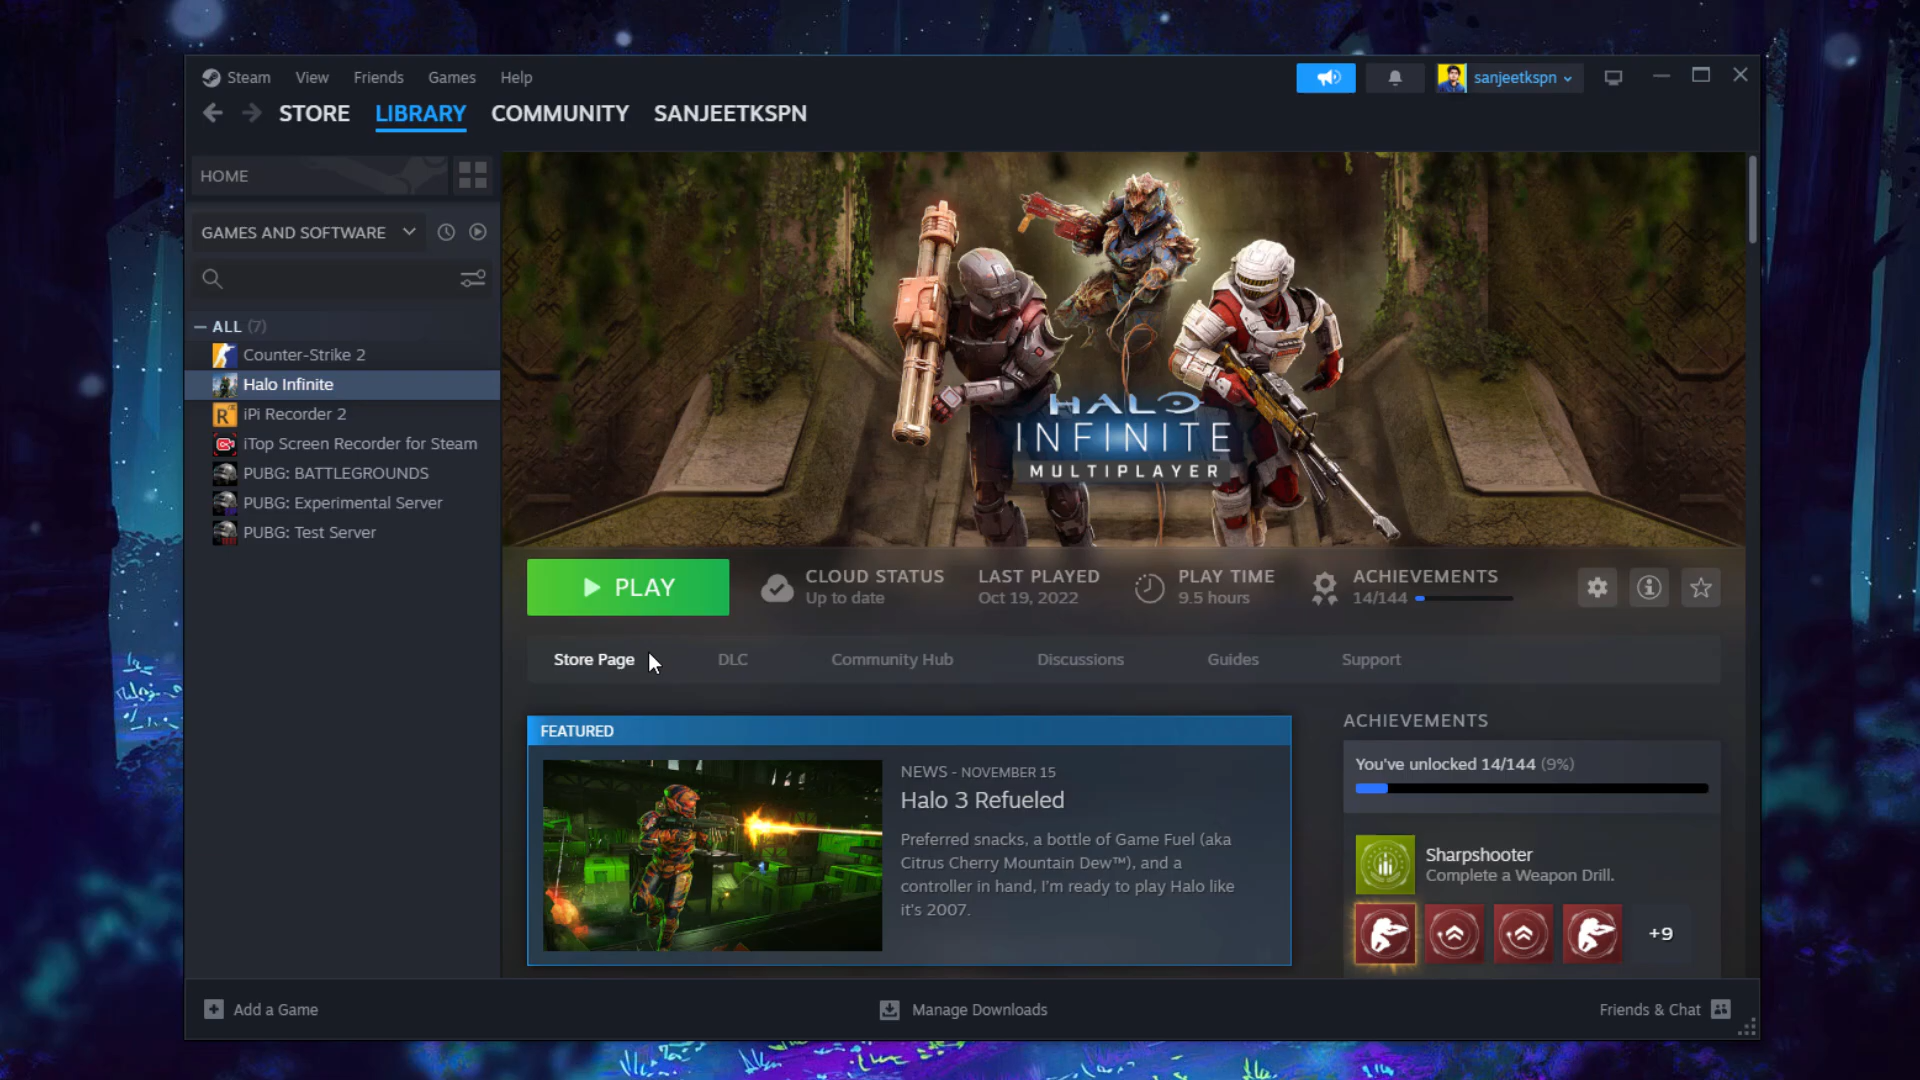 Steam View Friends Games Help
sanjeetkspn
STORE LIBRARY COMMUNITY SANJEETKSPN
HOME
GAMES AND SOFTWARE
— ALL (7)
Counter-Strike 2
Halo Infinite
iPi Recorder 2
iTop Screen Recorder for Steam
PUBG: BATTLEGROUNDS
PUBG: Experimental Server
PUBG: Test Server
HALO
INFINITE
MULTIPLAYER
PLAY
CLOUD STATUS
Up to date
LAST PLAYED
Oct 19, 2022
PLAY TIME
9.5 hours
ACHIEVEMENTS
14/144
Store Page DLC Community Hub Discussions Guides Support
FEATURED
NEWS - NOVEMBER 15
Halo 3 Refueled
Preferred snacks, a bottle of Game Fuel (aka
Citrus Cherry Mountain Dew™), and a
controller in hand, I'm ready to play Halo like
it's 2007.
ACHIEVEMENTS
You've unlocked 14/144 (9%)
Sharpshooter
Complete a Weapon Drill.
+9
Add a Game
Manage Downloads
Friends & Chat